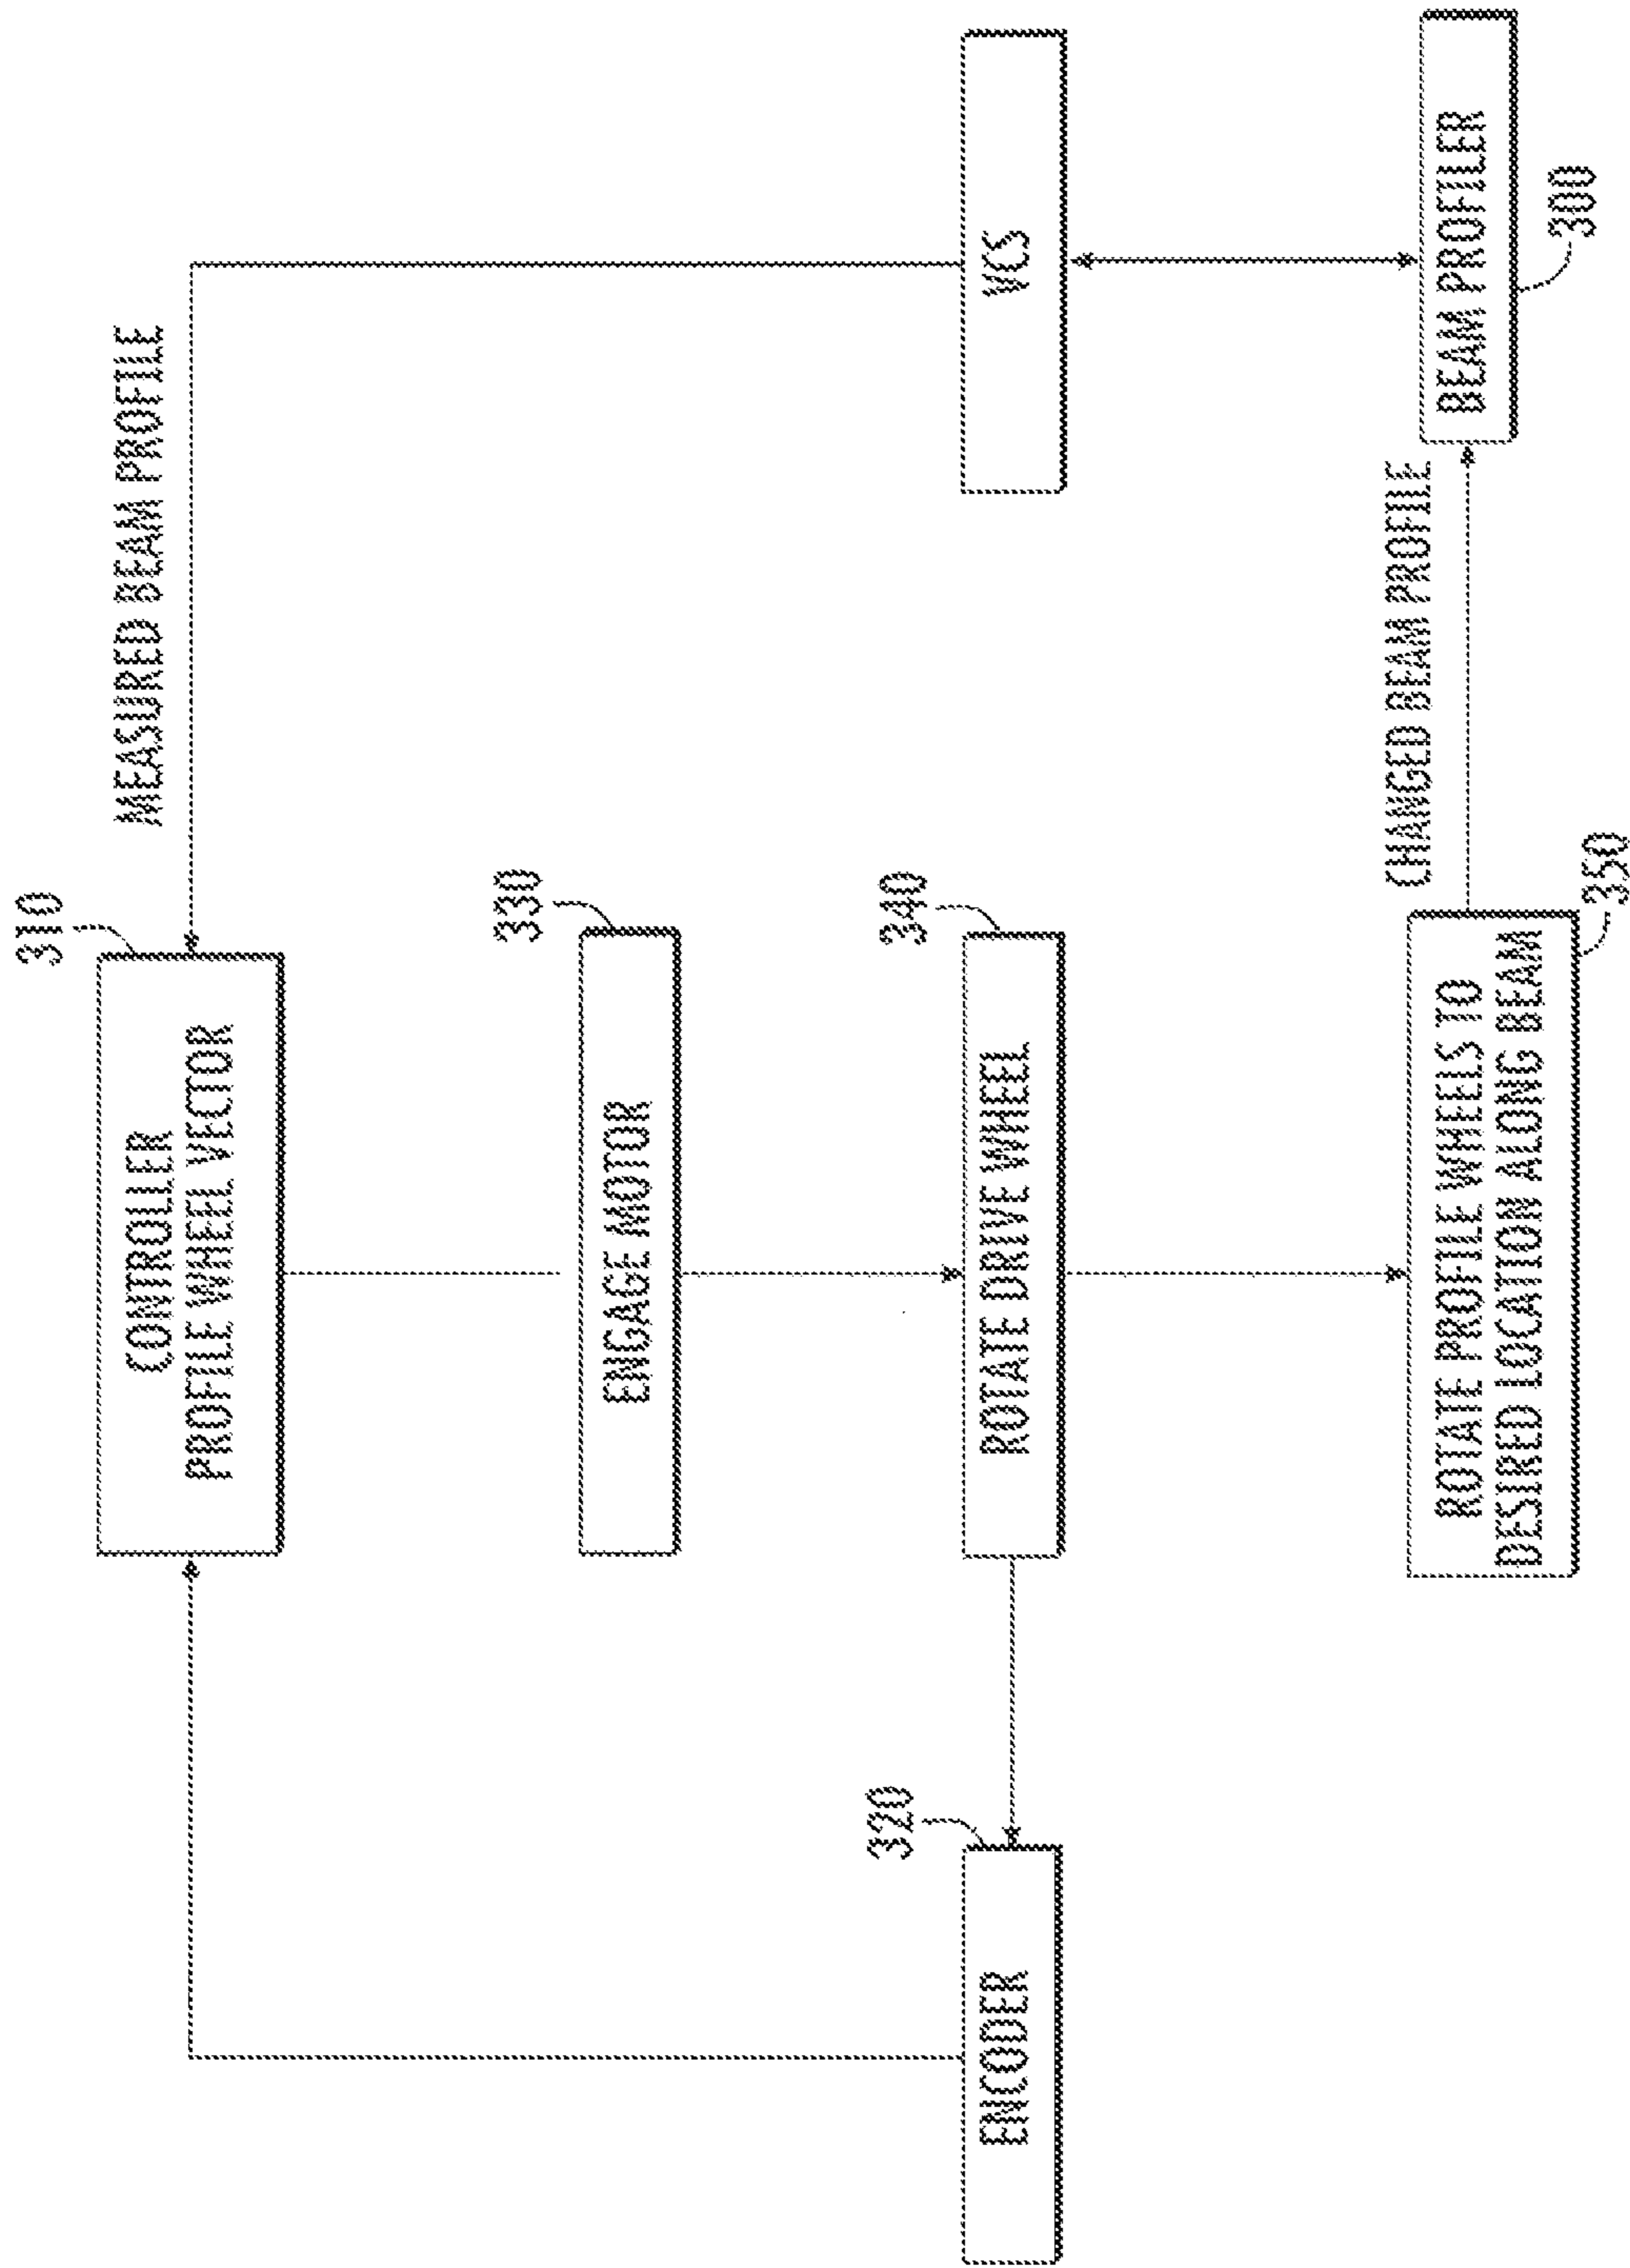 310
CONTROLLER
PROFILE WHEEL VECTOR
MEASURED BEAM PROFILE
330
ENGAGE MOTOR
320
ENCODER
340
ROTATE DRIVE WHEEL
VCS
350
ROTATE PROFILE WHEELS TO
DESIRED LOCATION ALONG BEAM
CHANGED BEAM PROFILE
BEAM PROFILER
300